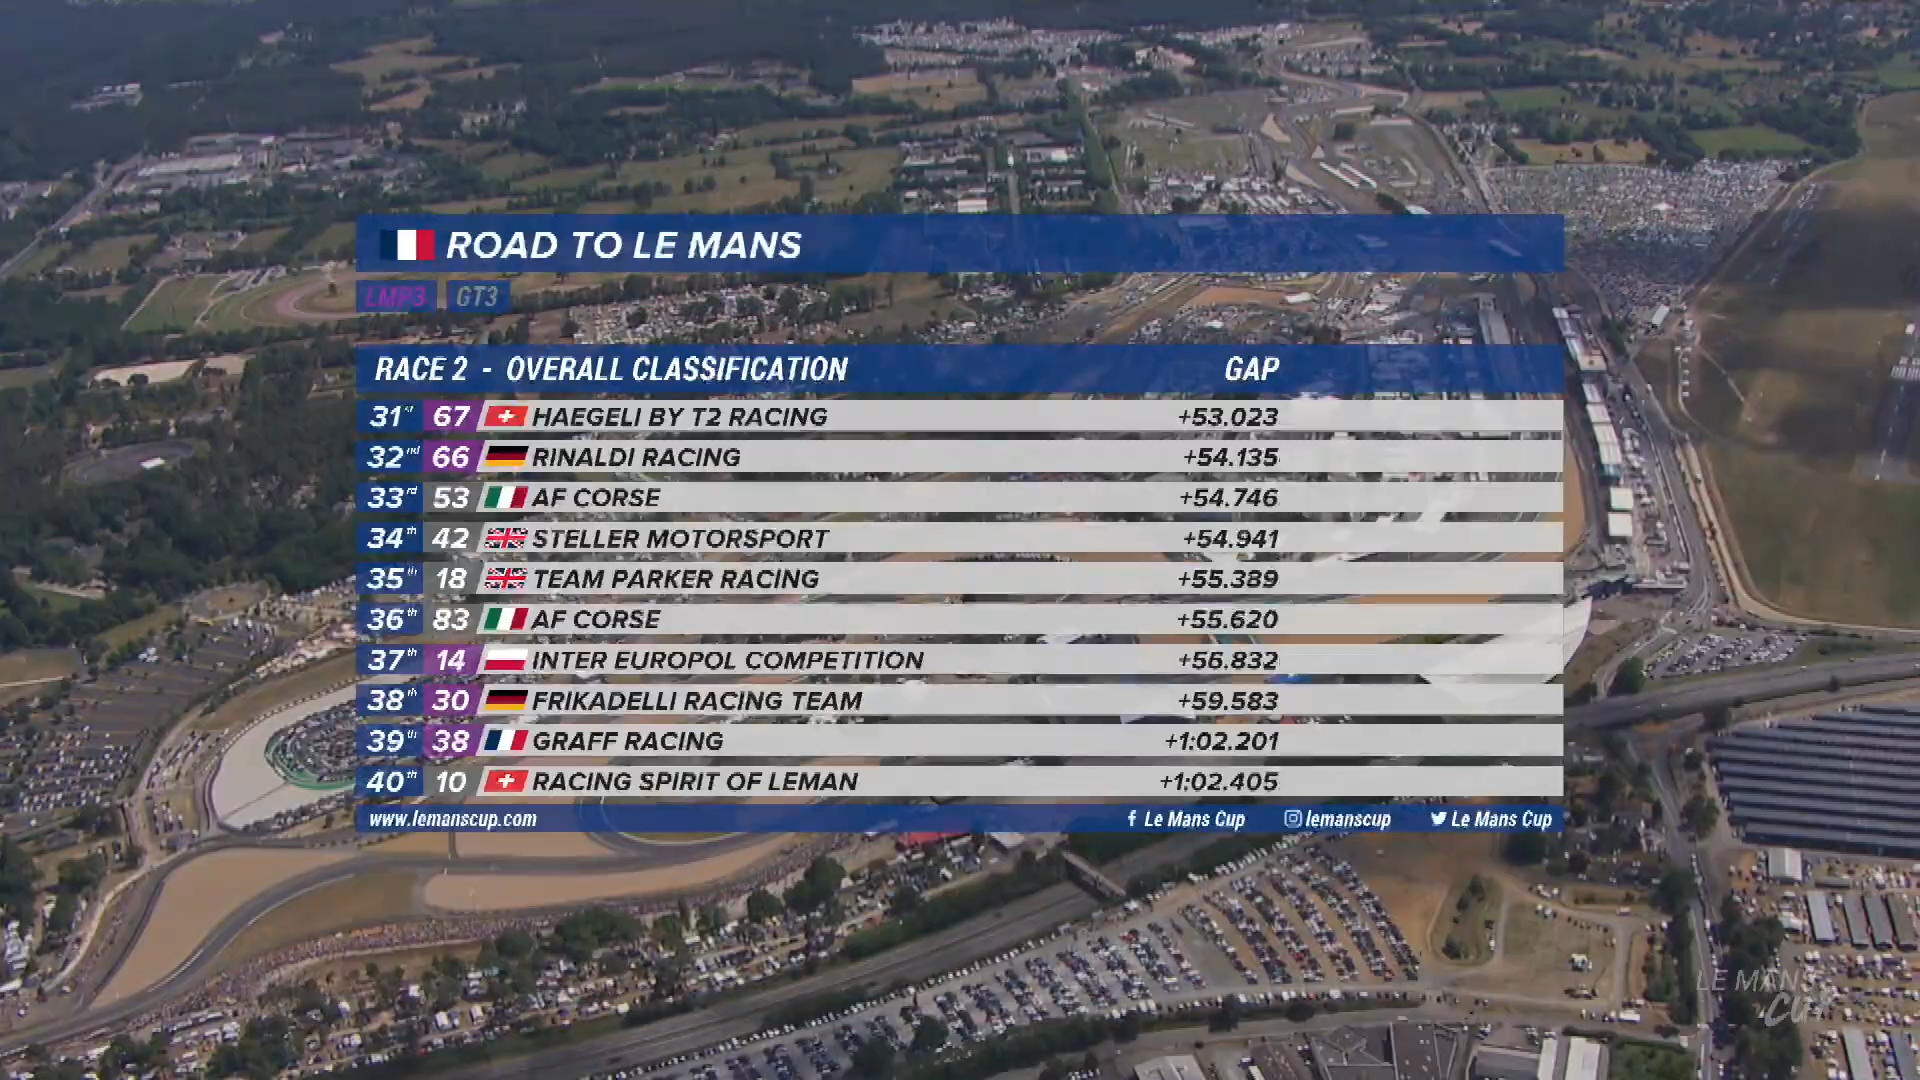 ROAD TO LE MANS
LMP3 GT3
RACE 2 - OVERALL CLASSIFICATION GAP
31st 67 HAEGELI BY T2 RACING +53.023
32nd 66 RINALDI RACING +54.135
33rd 53 AF CORSE +54.746
34th 42 STELLER MOTORSPORT +54.941
35th 18 TEAM PARKER RACING +55.389
36th 83 AF CORSE +55.620
37th 14 INTER EUROPOL COMPETITION +56.832
38th 30 FRIKADELLI RACING TEAM +59.583
39th 38 GRAFF RACING +1:02.201
40th 10 RACING SPIRIT OF LEMAN +1:02.405
www.lemanscup.com Le Mans Cup lemanscup Le Mans Cup
LE MANS
CUP